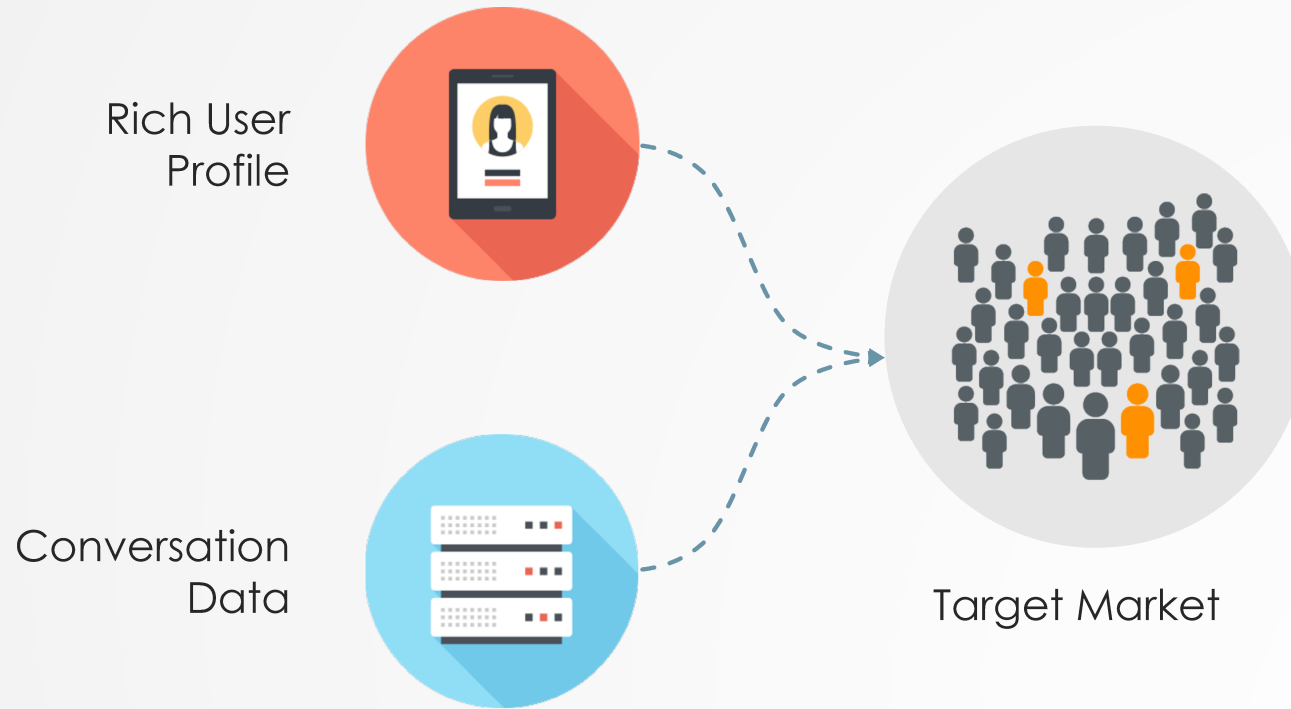 Rich User
Profile
Conversation
Data
Target Market